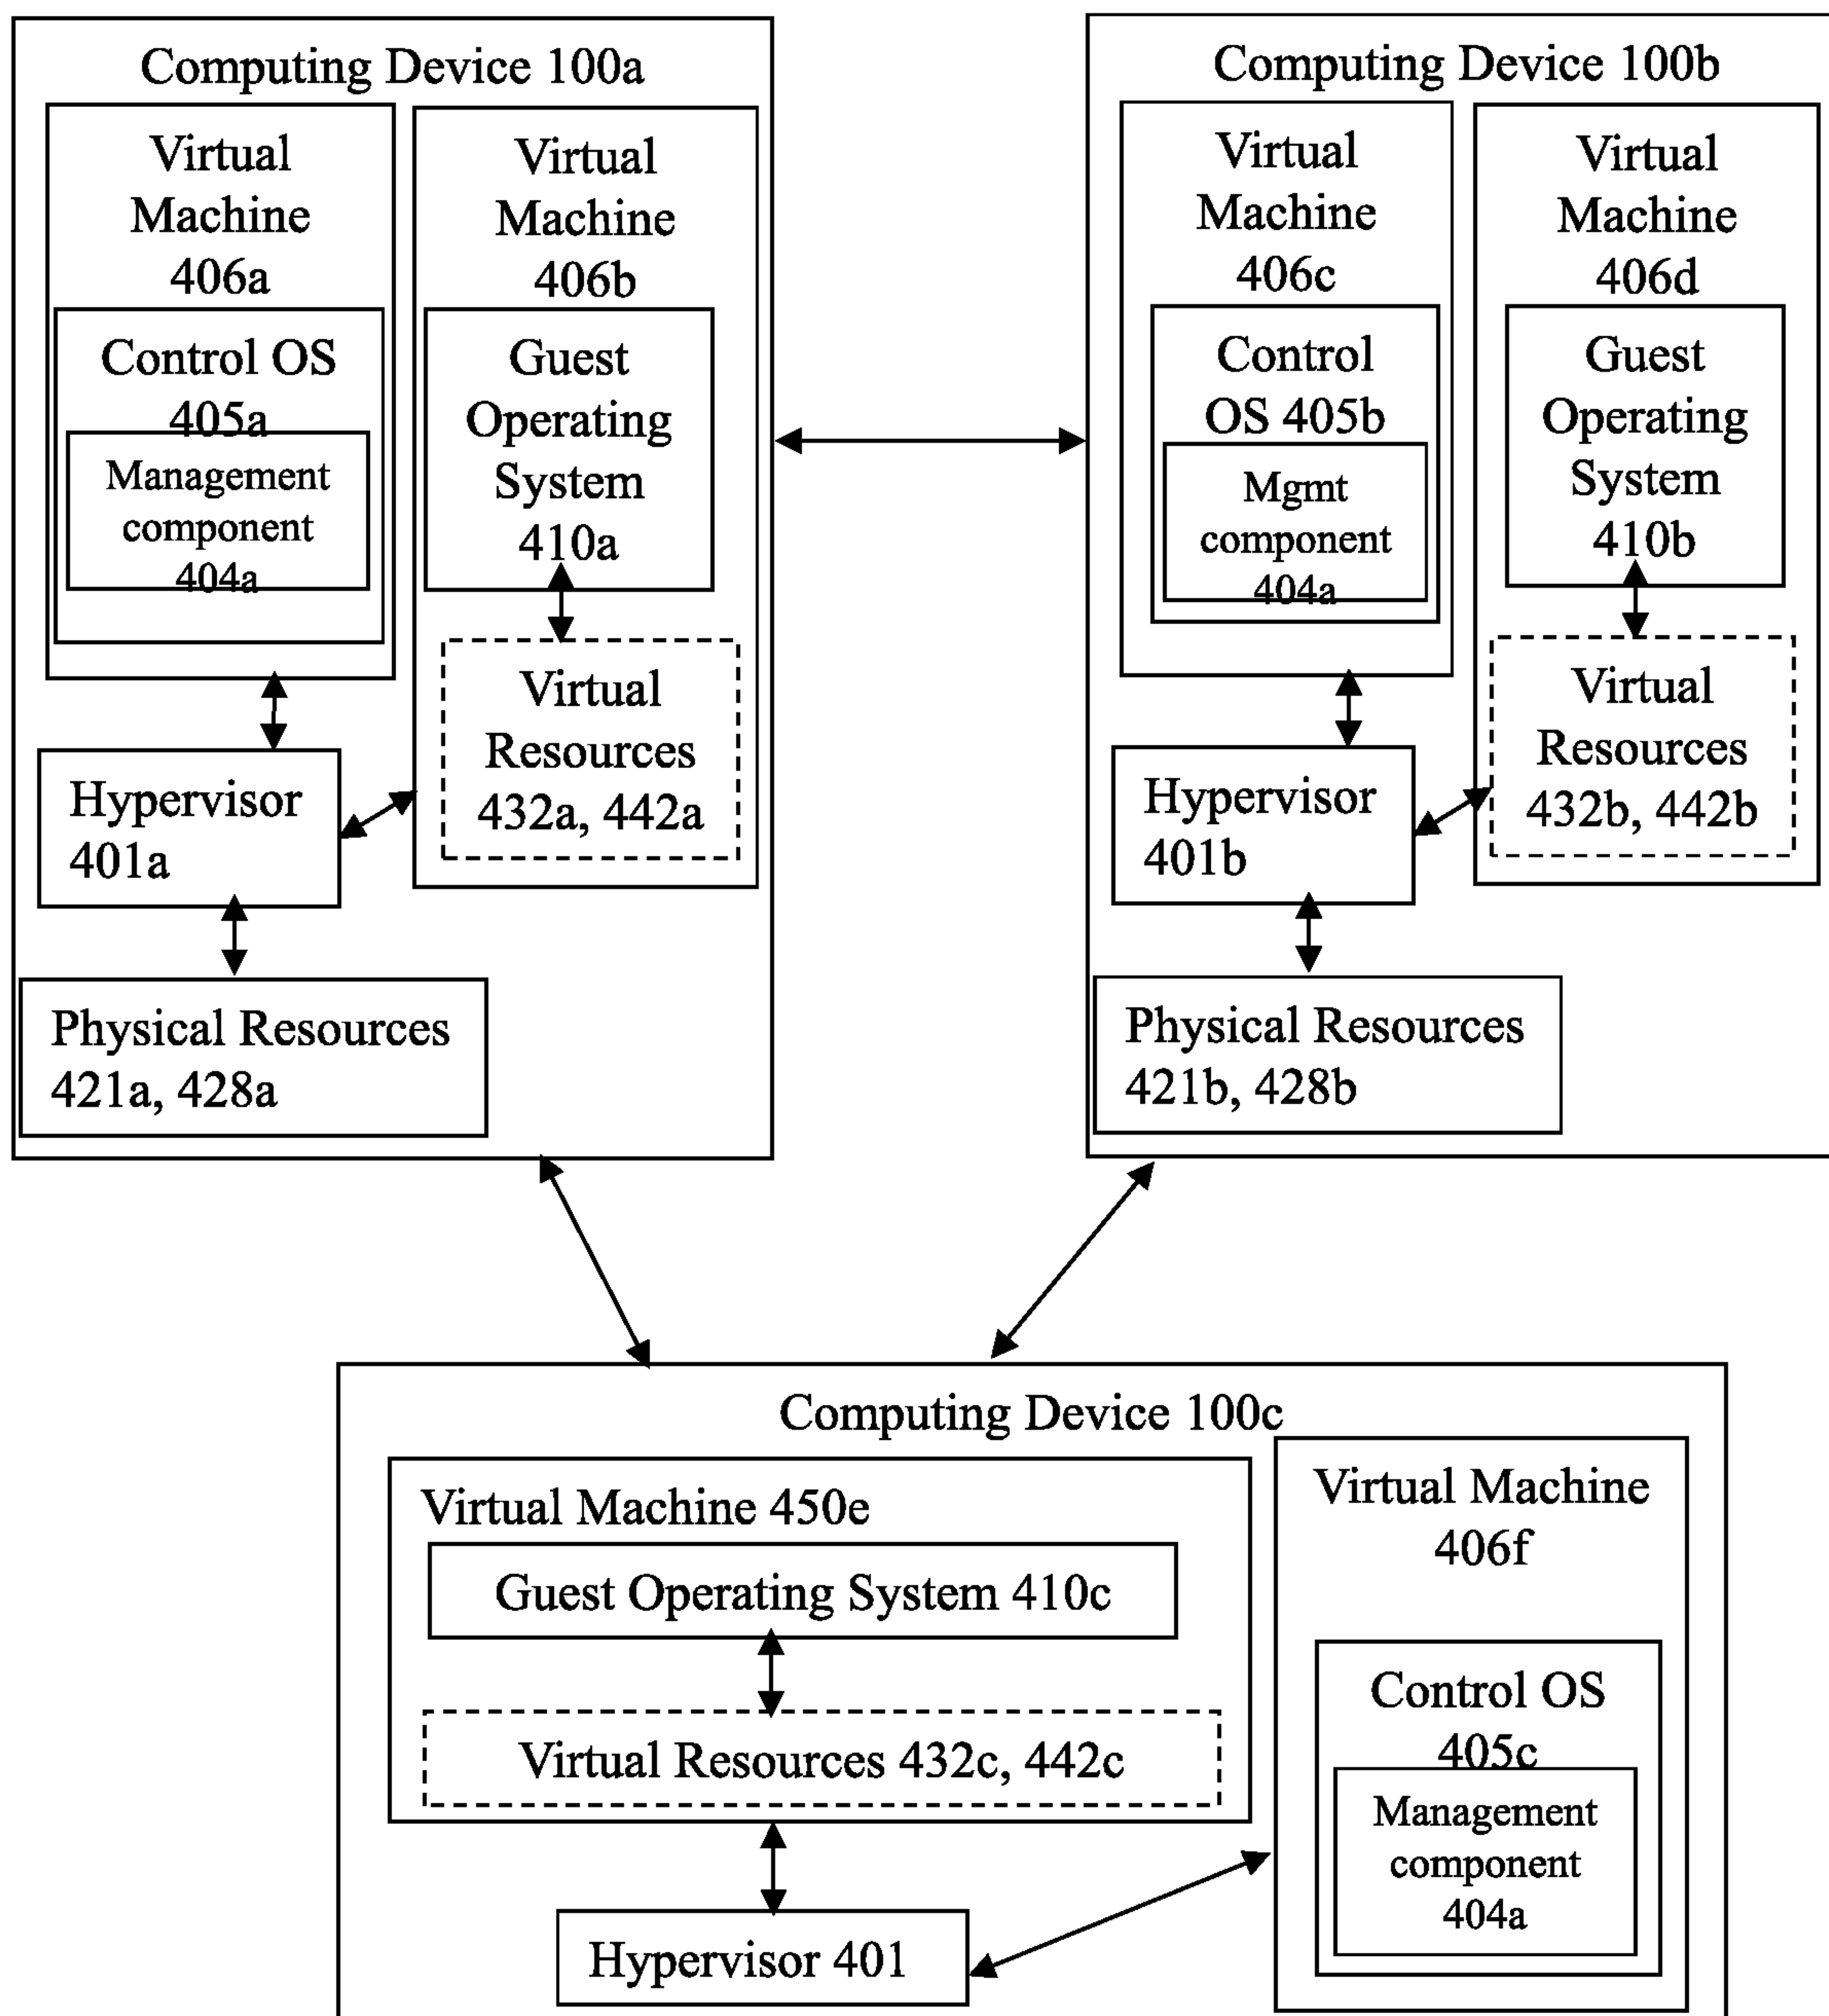 Computing Device 100a
Virtual
Machine
406a
Control OS
405a
Management
component
404a
Virtual
Machine
406b
Guest
Operating
System
410a
Virtual
Resources
432a, 442a
Hypervisor
401a
Physical Resources
421a, 428a
Computing Device 100b
Virtual
Machine
406c
Control
OS 405b
Mgmt
component
404a
Virtual
Machine
406d
Guest
Operating
System
410b
Virtual
Resources
432b, 442b
Hypervisor
401b
Physical Resources
421b, 428b
Computing Device 100c
Virtual Machine 450e
Guest Operating System 410c
Virtual Resources 432c, 442c
Hypervisor 401
Virtual Machine
406f
Control OS
405c
Management
component
404a